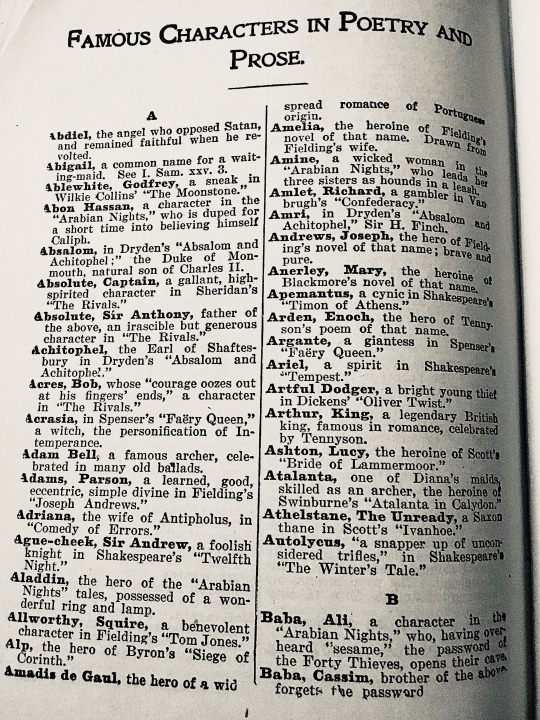 FAMOUS CHARACTERS IN POETRY AND
PROSE.
A
Abdiel, the angel who opposed Satan,
and remained faithful when he re-
volted.
Abigail, a common name for a wait-
ing-maid. See I. Sam. xxv. 3.
Ablewhite, Godfrey, a sneak in
Wilkie Collins' "The Moonstone."
Abon Hassan, a character in the
"Arabian Nights," who is duped for
a short time into believing himself
Caliph.
Absalom, in Dryden's "Absalom and
Achitophel;" the Duke of Mon-
mouth, natural son of Charles II.
Absolute, Captain, a gallant, high-
spirited character in Sheridan's
"The Rivals."
Absolute, Sir Anthony, father of
the above, an irascible but generous
character in "The Rivals."
Achitophel, the Earl of Shaftes-
bury in Dryden's "Absalom and
Achitophel."
Acres, Bob, whose "courage oozes out
at his fingers' ends," a character
in "The Rivals."
Acrasia, in Spenser's "Faëry Queen,"
a witch, the personification of In-
temperance.
Adam Bell, a famous archer, cele-
brated in many old ballads.
Adams, Parson, a learned, good,
eccentric, simple divine in Fielding's
"Joseph Andrews."
Adriana, the wife of Antipholus, in
"Comedy of Errors."
Ague-cheek, Sir Andrew, a foolish
knight in Shakespeare's "Twelfth
Night."
Aladdin, the hero of the "Arabian
Nights" tales, possessed of a won-
derful ring and lamp.
Allworthy, Squire, a benevolent
character in Fielding's "Tom Jones."
Alp, the hero of Byron's "Siege of
Corinth."
Amadis de Gaul, the hero of a wid
spread romance of Portuguese
origin.
Amelia, the heroine of Fielding's
novel of that name. Drawn from
Fielding's wife.
Amine, a wicked woman in the
"Arabian Nights," who leads her
three sisters as hounds in a leash.
Amlet, Richard, a gambler in Van
brugh's "Confederacy."
Amri, in Dryden's "Absalom and
Achitophel," Sir H. Finch.
Andrews, Joseph, the hero of Field-
ing's novel of that name; brave and
pure.
Anerley, Mary, the heroine of
Blackmore's novel of that name.
Apemantus, a cynic in Shakespeare's
"Timon of Athens."
Arden, Enoch, the hero of Tenny-
son's poem of that name.
Argante, a giantess in Spenser's
"Faëry Queen."
Ariel, a spirit in Shakespeare's
"Tempest."
Artful Dodger, a bright young thief
in Dickens' "Oliver Twist."
Arthur, King, a legendary British
king, famous in romance, celebrated
by Tennyson.
Ashton, Lucy, the heroine of Scott's
"Bride of Lammermoor."
Atalanta, one of Diana's maids,
skilled as an archer, the heroine of
Swinburne's "Atalanta in Calydon."
Athelstane, The Unready, a Saxon
thane in Scott's "Ivanhoe."
Autolycus, "a snapper up of uncon-
sidered trifles," in Shakespeare's
"The Winter's Tale."
B
Baba, Ali, a character in the
"Arabian Nights," who, having over-
heard "sesame," the password of
the Forty Thieves, opens their cave.
Baba, Cassim, brother of the above
forgets the password